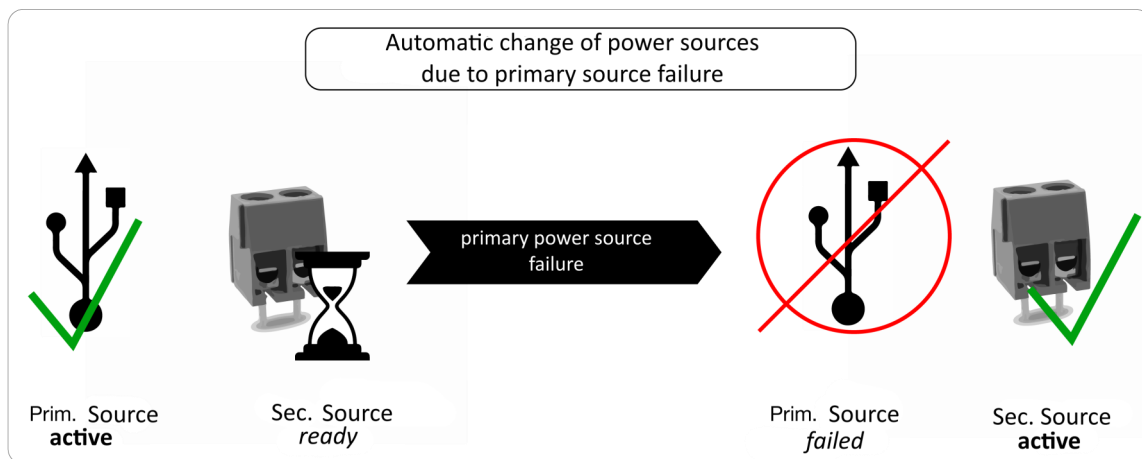 Automatic change of power sources
due to primary source failure
primary power source
failure
Prim. Source
active
Sec. Source
ready
Prim. Source
failed
Sec. Source
active